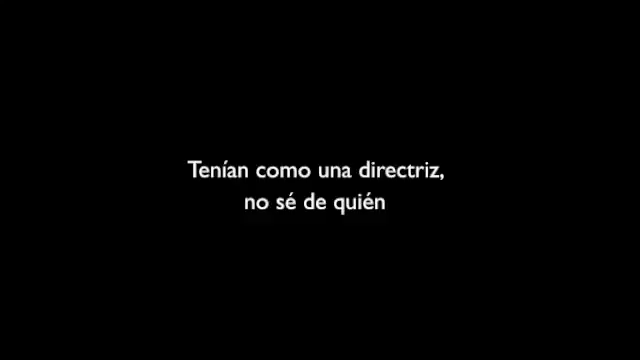 Tenían como una directriz,
no sé de quién